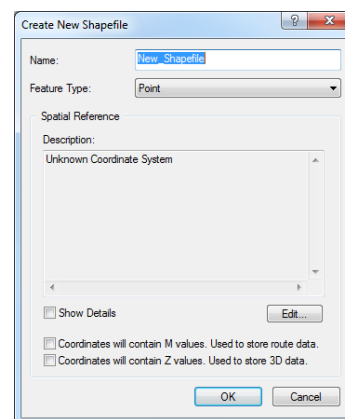 Create New Shapefile
?
Name: New_Shapefile
Feature Type: Point
Spatial Reference
Description:
Unknown Coordinate System
Show Details
Edit...
Coordinates will contain M values. Used to store route data.
Coordinates will contain Z values. Used to store 3D data.
OK Cancel